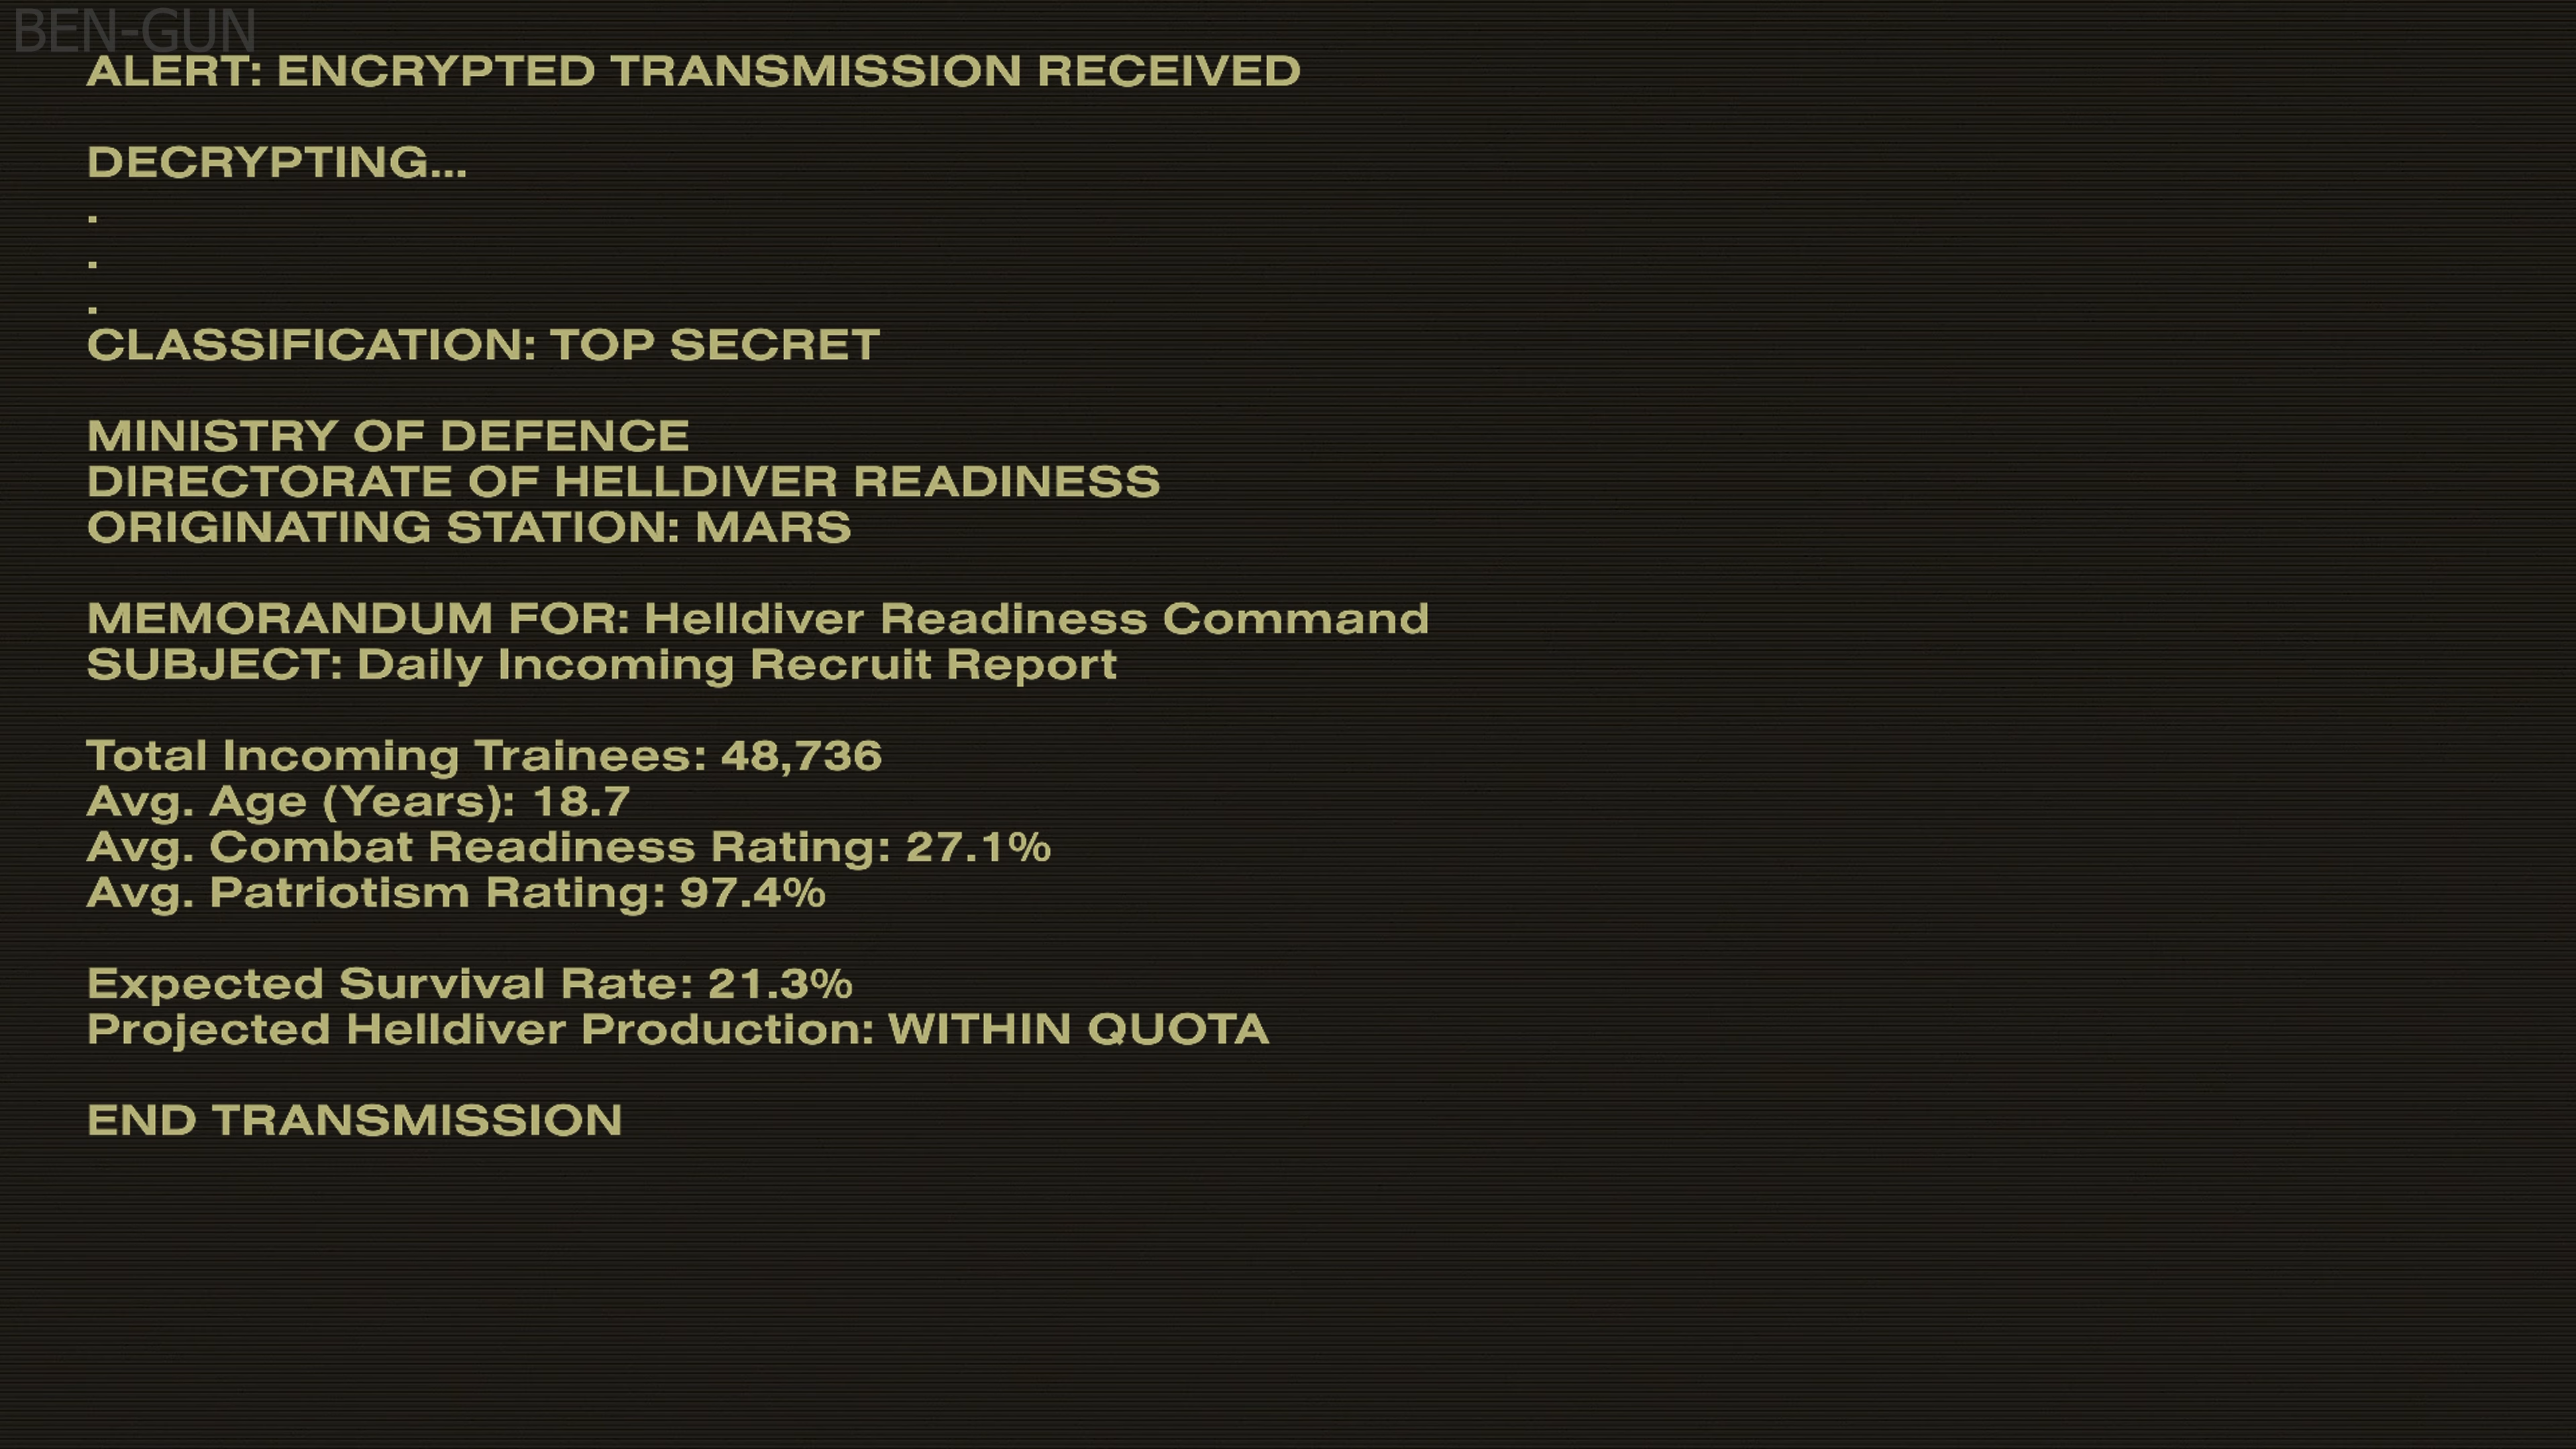 BEN-GUN
ALERT: ENCRYPTED TRANSMISSION RECEIVED
DECRYPTING...
.
.
.
CLASSIFICATION: TOP SECRET
MINISTRY OF DEFENCE
DIRECTORATE OF HELLDIVER READINESS
ORIGINATING STATION: MARS
MEMORANDUM FOR: Helldiver Readiness Command
SUBJECT: Daily Incoming Recruit Report
Total Incoming Trainees: 48,736
Avg. Age (Years): 18.7
Avg. Combat Readiness Rating: 27.1%
Avg. Patriotism Rating: 97.4%
Expected Survival Rate: 21.3%
Projected Helldiver Production: WITHIN QUOTA
END TRANSMISSION